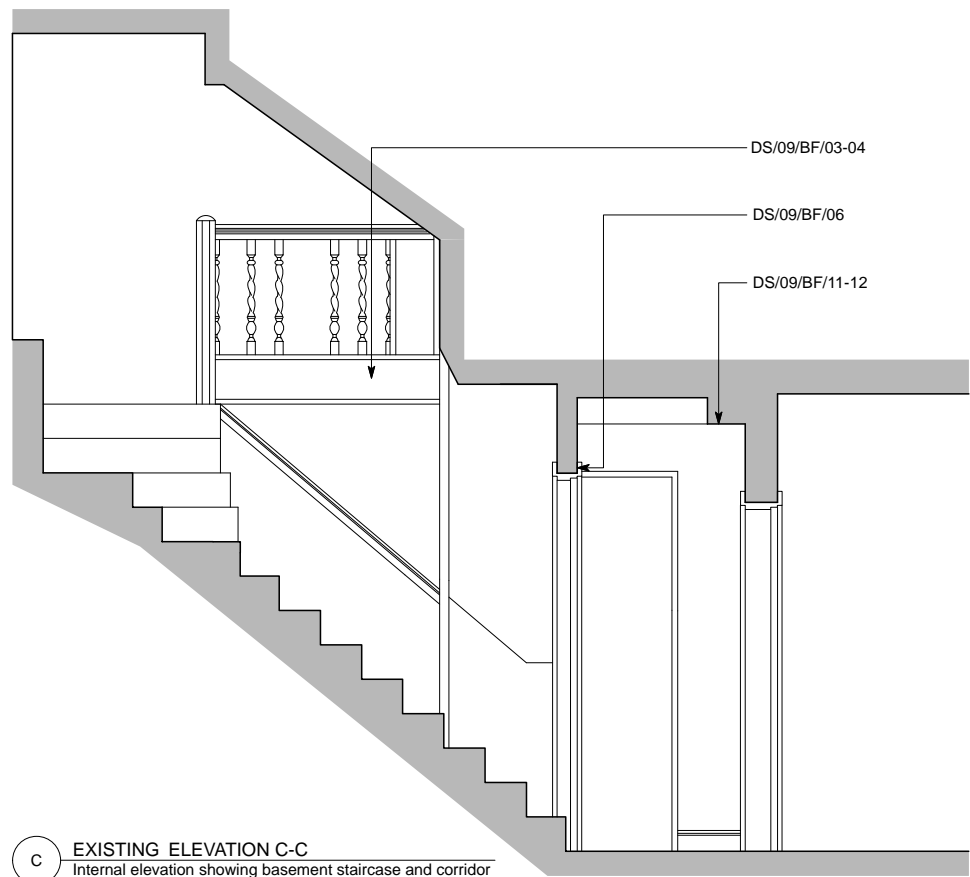 DS/09/BF/03-04
DS/09/BF/06
DS/09/BF/11-12
C
EXISTING ELEVATION C-C
Internal elevation showing basement staircase and corridor